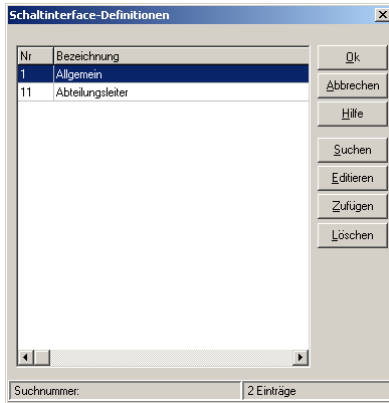 Schaltinterface-Definitionen
Nr Bezeichnung
1 Allgemein
11 Abteilungsleiter
Ok
Abbrechen
Hilfe
Suchen
Editieren
Zufügen
Löschen
Suchnummer: 2 Einträge